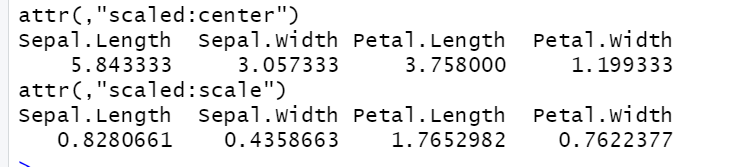 attr(,"scaled:center")
Sepal.Length  Sepal.Width Petal.Length  Petal.Width
    5.843333     3.057333     3.758000     1.199333
attr(,"scaled:scale")
Sepal.Length  Sepal.Width Petal.Length  Petal.Width
   0.8280661    0.4358663    1.7652982    0.7622377